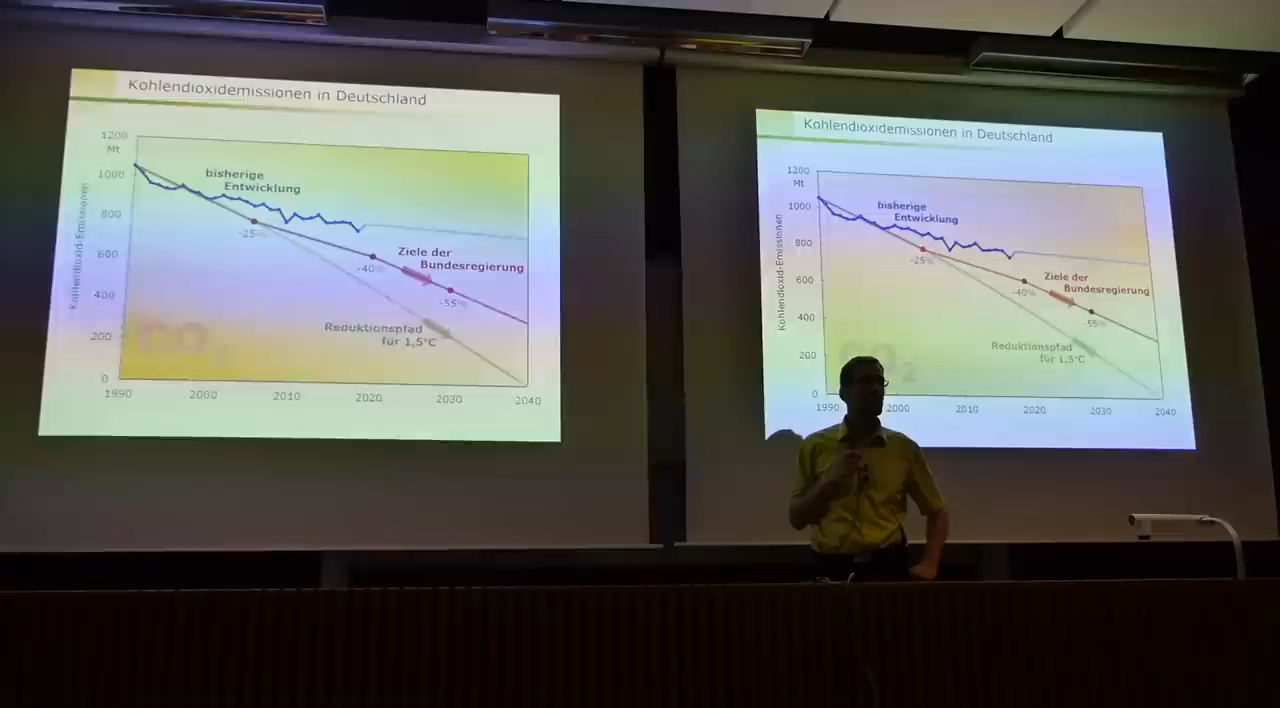 Kohlendioxidemissionen in Deutschland
1200
Mt
1000
800
600
400
200
0
Kohlendioxid-Emissionen
bisherige
Entwicklung
-25%
-40%
Ziele der
Bundesregierung
-55%
Reduktionspfad
für 1,5°C
CO2
1990 2000 2010 2020 2030 2040
Kohlendioxidemissionen in Deutschland
1200
Mt
1000
800
600
400
200
0
Kohlendioxid-Emissionen
bisherige
Entwicklung
-25%
-40%
Ziele der
Bundesregierung
-55%
Reduktionspfad
für 1,5°C
CO2
1990 2000 2010 2020 2030 2040